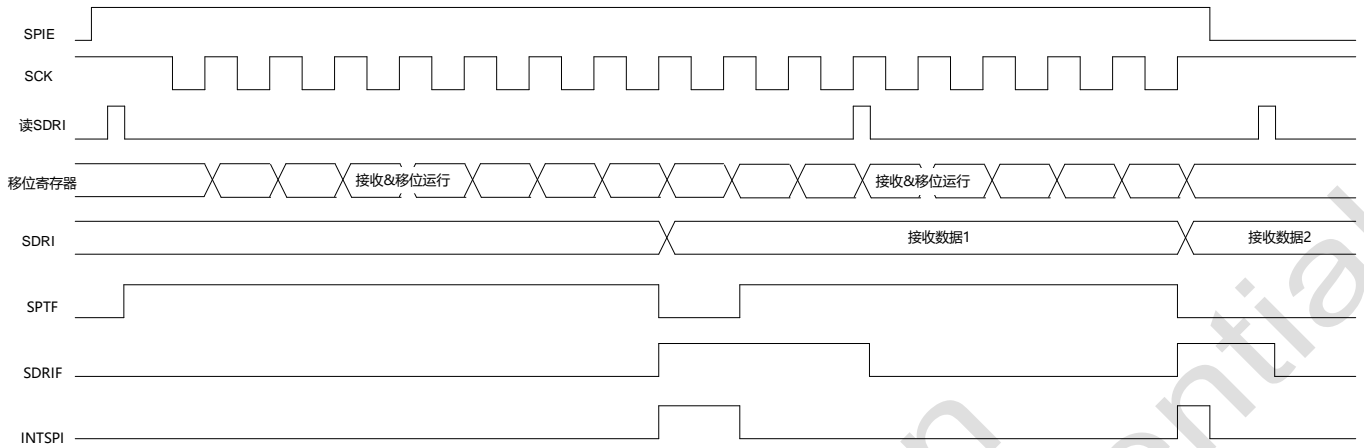 SPIE
SCK
读SDRI
移位寄存器 接收&移位运行 接收&移位运行
SDRI 接收数据1 接收数据2
SPTF
SDRIF
INTSPI